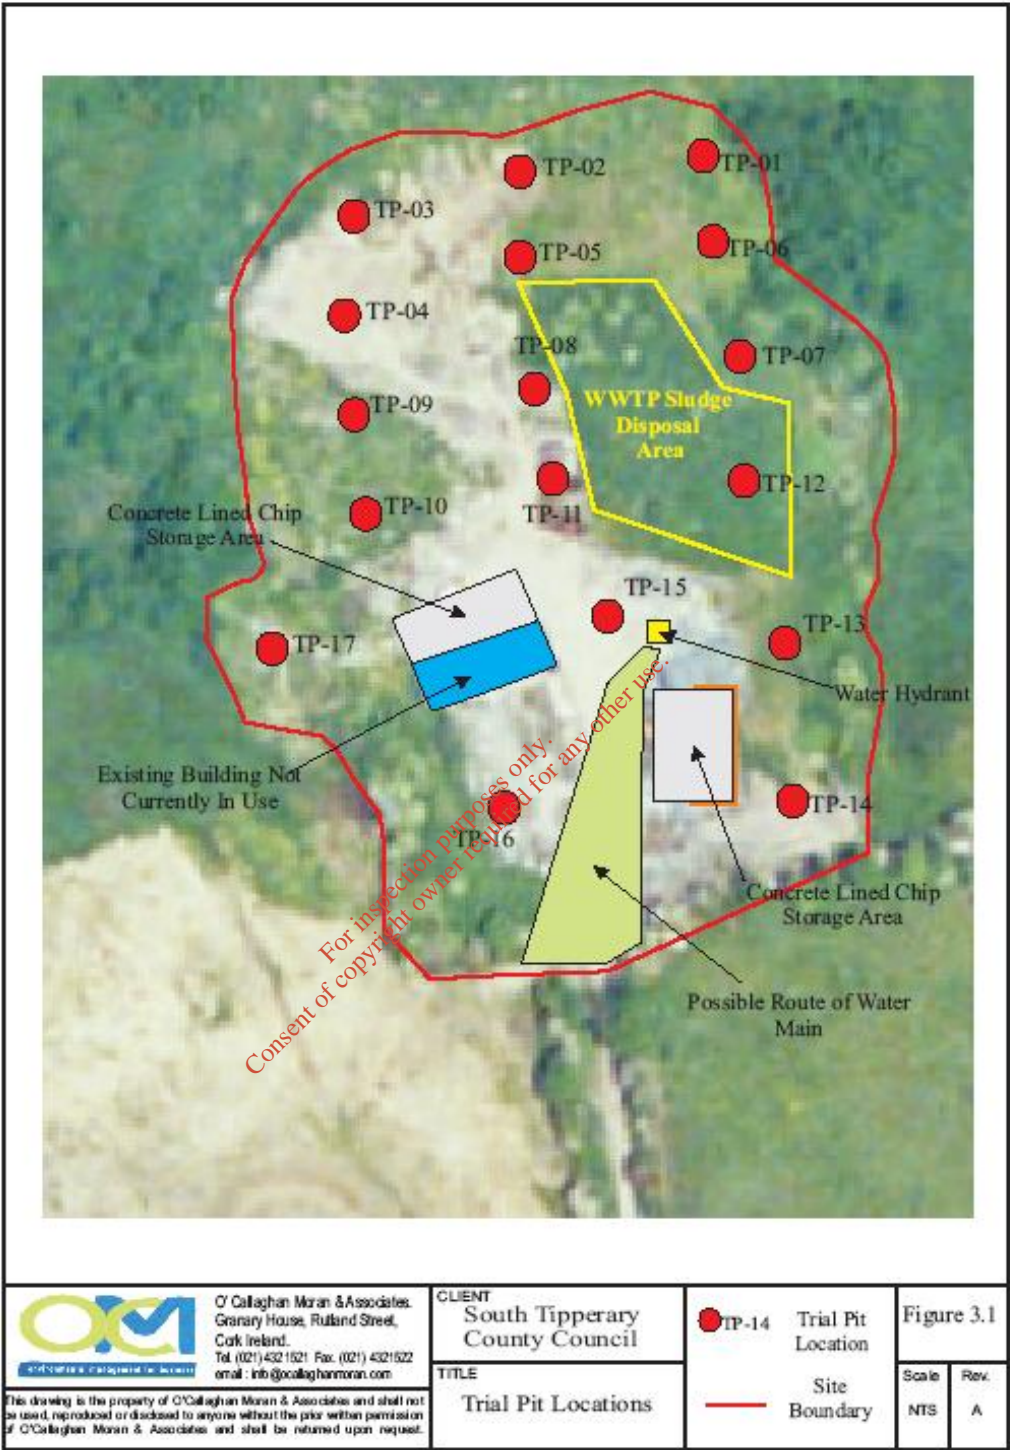 TP-01
TP-02
TP-03
TP-06
TP-05
TP-04
TP-08
TP-07
TP-09
WWTP Sludge
Disposal
Area
TP-12
TP-10
TP-11
Concrete Lined Chip
Storage Area
TP-15
TP-13
TP-17
Water Hydrant
Existing Building Not
Currently In Use
TP-14
TP-16
Concrete Lined Chip
Storage Area
Possible Route of Water
Main
For inspection purposes only.
Consent of copyright owner required for any other use.
OCM
environmental management for business
O' Callaghan Moran & Associates.
Granary House, Rutland Street,
Cork Ireland.
Tel. (021) 4321521 Fax. (021) 4321522
email : info@ocallaghanmoran.com
This drawing is the property of O'Callaghan Moran & Associates and shall not
be used, reproduced or disclosed to anyone without the prior written permission
of O'Callaghan Moran & Associates and shall be returned upon request.
CLIENT
South Tipperary
County Council
TITLE
Trial Pit Locations
TP-14 Trial Pit
Location
Site
Boundary
Figure 3.1
Scale Rev.
NTS A